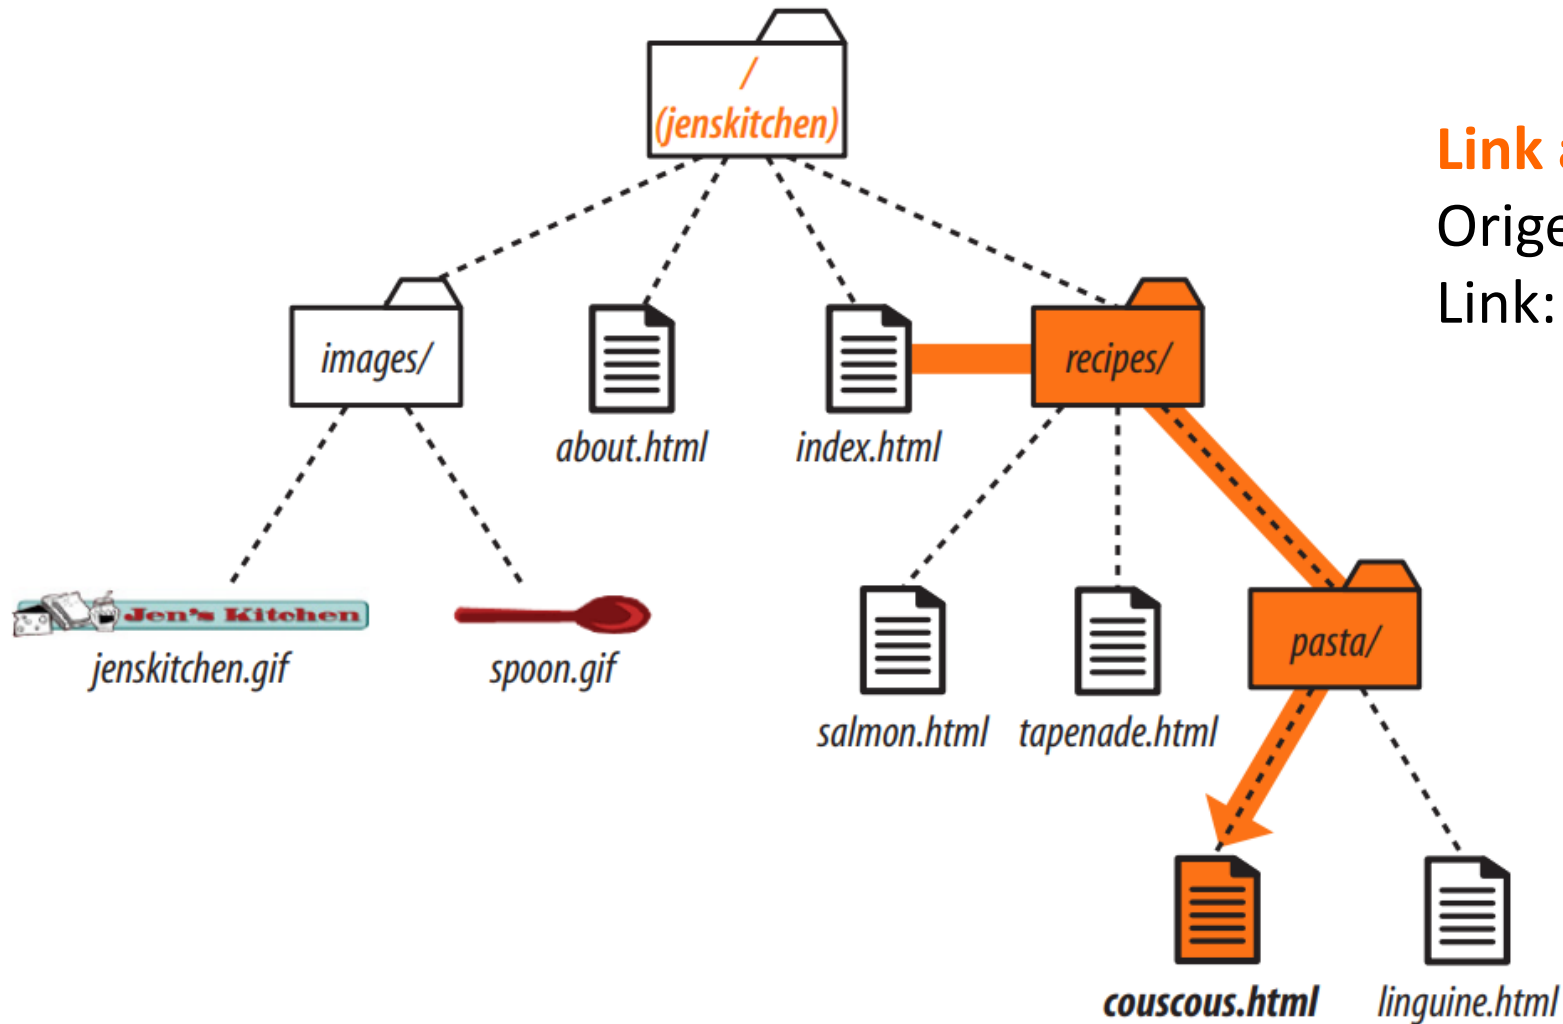 /
(jenskitchen)
Link
Orige
Link:
images/
recipes/
about.html
index.html
Jen's Kitchen
jenskitchen.gif
spoon.gif
pasta/
salmon.html
tapenade.html
couscous.html
linguine.html